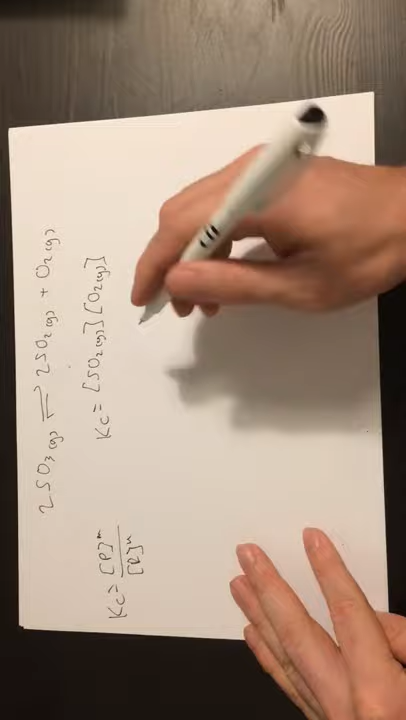 2SO₃(g) ⇌ 2SO₂(g) + O₂(g)
Kc = [SO₂(g)][O₂(g)]
Kc = [P]ᵐ / [R]ⁿ